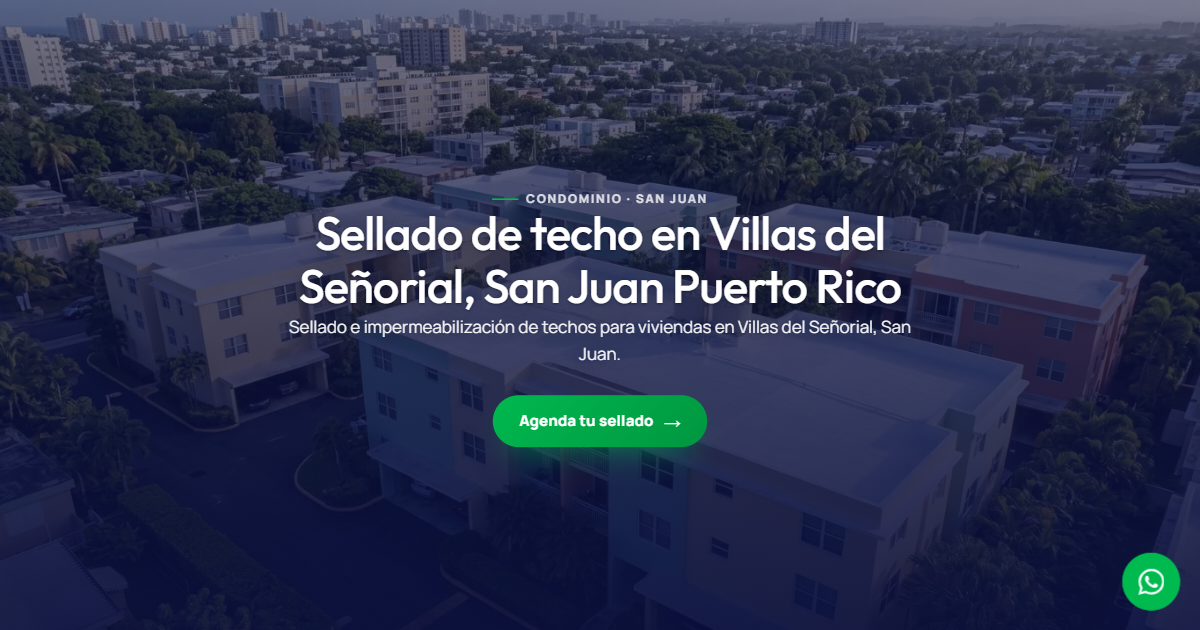 CONDOMINIO · SAN JUAN
Sellado de techo en Villas del
Señorial, San Juan Puerto Rico
Sellado e impermeabilización de techos para viviendas en Villas del Señorial, San
Juan.
Agenda tu sellado →